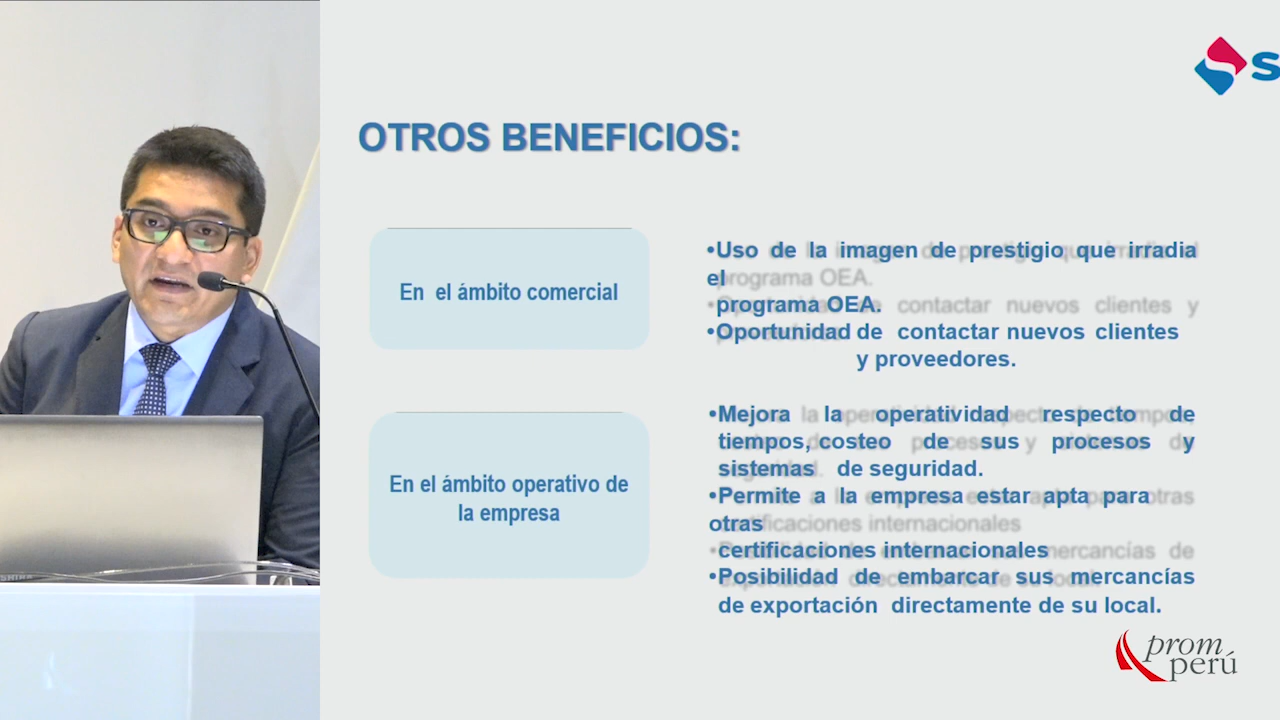 S
OTROS BENEFICIOS:
En el ámbito comercial
•Uso de la imagen de prestigio que irradia
el
programa OEA.
•Oportunidad de contactar nuevos clientes
y proveedores.
En el ámbito operativo de
la empresa
•Mejora la operatividad respecto de
tiempos, costeo de sus procesos y
sistemas de seguridad.
•Permite a la empresa estar apta para
otras
certificaciones internacionales
•Posibilidad de embarcar sus mercancías
de exportación directamente de su local.
prom
perú